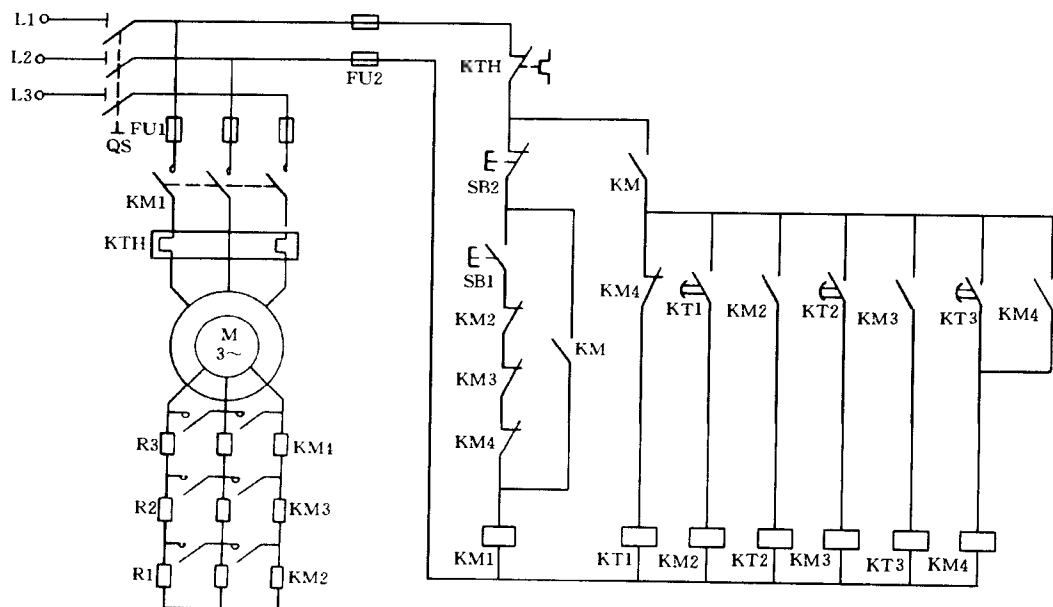 L1
L2
L3
QS
FU1
FU2
KM1
KTH
M
3～
R3
KM4
R2
KM3
R1
KM2
KTH
SB2
SB1
KM2
KM3
KM4
KM
KM
KM4
KT1
KM2
KT2
KM3
KT3
KM4
KM1
KT1
KM2
KT2
KM3
KT3
KM4